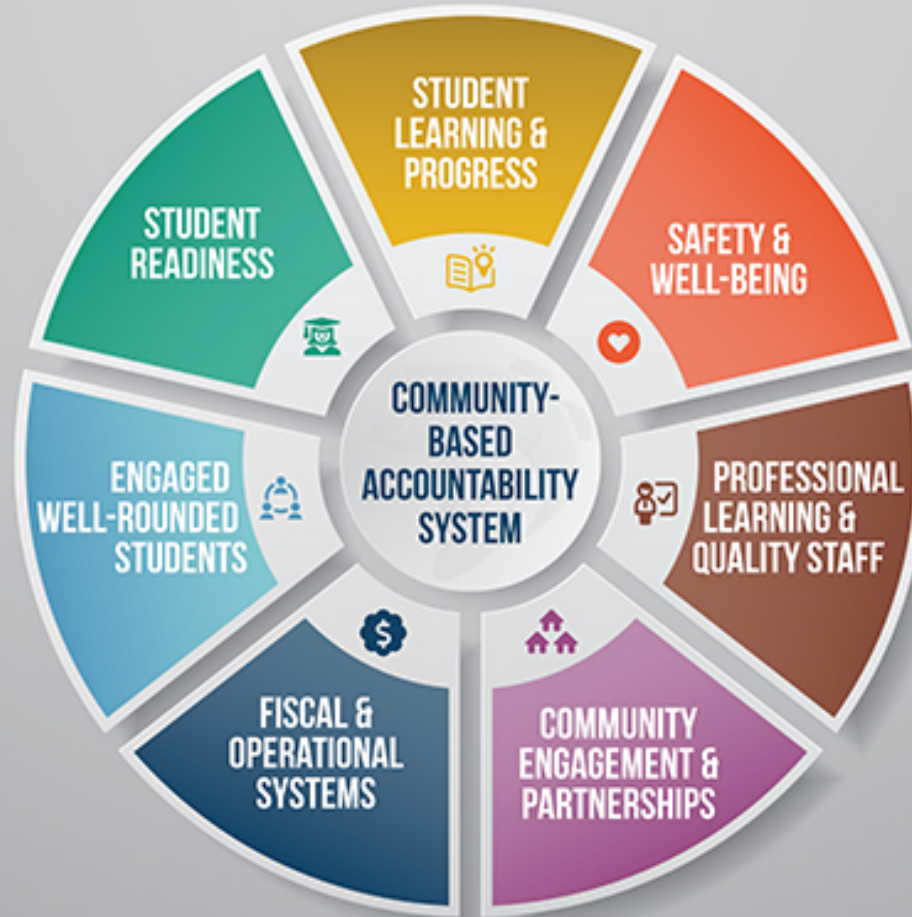 STUDENT
LEARNING &
PROGRESS
SAFETY &
WELL-BEING
PROFESSIONAL
LEARNING &
QUALITY STAFF
COMMUNITY
ENGAGEMENT &
PARTNERSHIPS
FISCAL &
OPERATIONAL
SYSTEMS
ENGAGED
WELL-ROUNDED
STUDENTS
STUDENT
READINESS
COMMUNITY-
BASED
ACCOUNTABILITY
SYSTEM
$